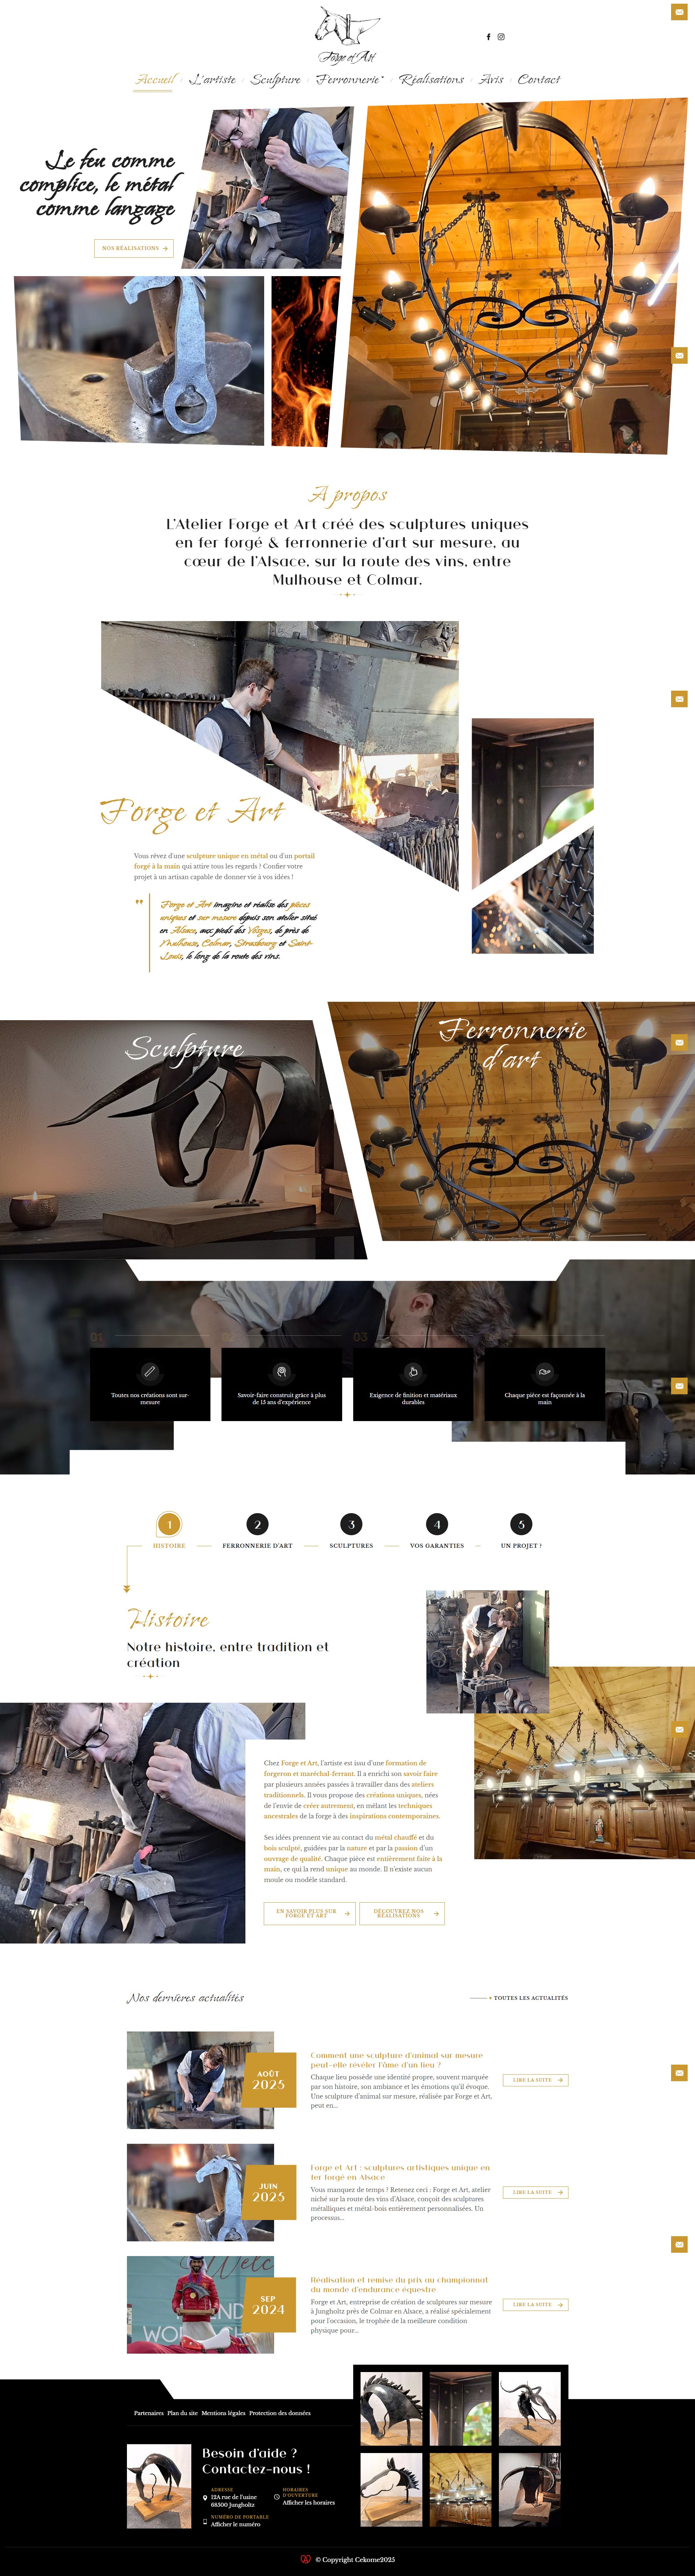 Forge et Art
Accueil
L'artiste
Sculpture
Ferronnerie
Réalisations
Avis
Contact
Le feu comme
complice, le métal
comme langage
NOS RÉALISATIONS
A propos
L'Atelier Forge et Art créé des sculptures uniques
en fer forgé & ferronnerie d'art sur mesure, au
cœur de l'Alsace, sur la route des vins, entre
Mulhouse et Colmar.
Forge et Art
Vous rêvez d'une sculpture unique en métal ou d'un portail
forgé à la main qui attire tous les regards ? Confier votre
projet à un artisan capable de donner vie à vos idées !
Forge et Art imagine et réalise des pièces
uniques et sur mesure depuis son atelier situé
en Alsace, aux pieds des Vosges, de près de
Mulhouse, Colmar, Strasbourg et Saint-
Louis, le long de la route des vins.
Sculpture
Ferronnerie
d'art
01
02
03
Toutes nos créations sont sur-
mesure
Savoir-faire construit grâce à plus
de 15 ans d'expérience
Exigence de finition et matériaux
durables
Chaque pièce est façonnée à la
main
1
2
3
4
5
HISTOIRE
FERRONNERIE D'ART
SCULPTURES
VOS GARANTIES
UN PROJET ?
Histoire
Notre histoire, entre tradition et
création
Chez Forge et Art, l'artiste est issu d'une formation de
forgeron et maréchal-ferrant. Il a enrichi son savoir faire
par plusieurs années passées à travailler dans des ateliers
traditionnels. Il vous propose des créations uniques, nées
de l'envie de créer autrement, en mêlant les techniques
ancestrales de la forge à des inspirations contemporaines.
Ses idées prennent vie au contact du métal chauffé et du
bois sculpté, guidées par la nature et par la passion d'un
ouvrage de qualité. Chaque pièce est entièrement faite à la
main, ce qui la rend unique au monde. Il n'existe aucun
moule ou modèle standard.
EN SAVOIR PLUS SUR
FORGE ET ART
DÉCOUVREZ NOS
RÉALISATIONS
Nos dernières actualités
+ TOUTES LES ACTUALITÉS
AOÛT
2025
Comment une sculpture d'animal sur mesure
peut-elle révéler l'âme d'un lieu ?
Chaque lieu possède une identité propre, souvent marquée
par son histoire, son ambiance et les émotions qu'il évoque.
Une sculpture d'animal sur mesure, réalisée par Forge et Art,
peut en...
LIRE LA SUITE
JUIN
2025
Forge et Art : sculptures artistiques unique en
fer forgé en Alsace
Vous manquez de temps ? Retenez ceci : Forge et Art, atelier
niché sur la route des vins d'Alsace, conçoit des sculptures
métalliques et métal-bois entièrement personnalisées. Un
processus...
LIRE LA SUITE
SEP
2024
Réalisation et remise du prix au championnat
du monde d'endurance équestre
Forge et Art, entreprise de création de sculptures sur mesure
à Jungholtz près de Colmar en Alsace, a réalisé spécialement
pour l'occasion, le trophée de la meilleure condition
physique pour...
LIRE LA SUITE
Partenaires
Plan du site
Mentions légales
Protection des données
Besoin d'aide ?
Contactez-nous !
ADRESSE
12A rue de l'usine
68500 Jungholtz
HORAIRES
D'OUVERTURE
Afficher les horaires
NUMÉRO DE PORTABLE
Afficher le numéro
© Copyright Cekome2025